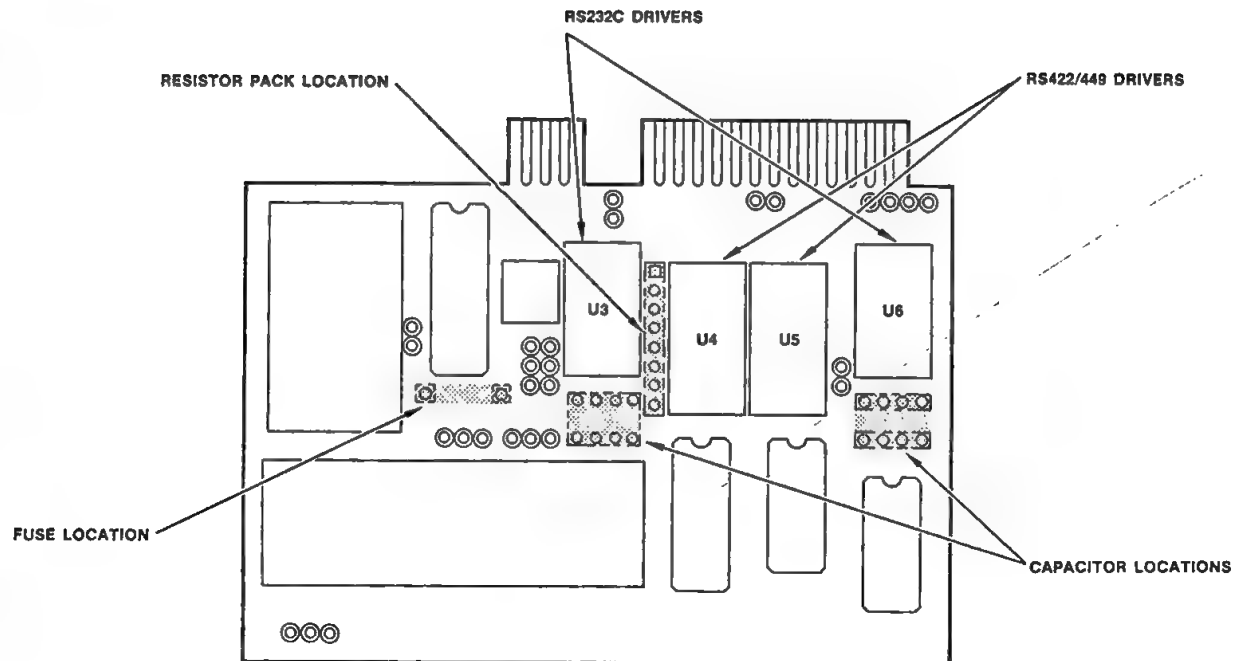 RS232C DRIVERS
RESISTOR PACK LOCATION
RS422/449 DRIVERS
U3
U4
U5
U6
FUSE LOCATION
CAPACITOR LOCATIONS